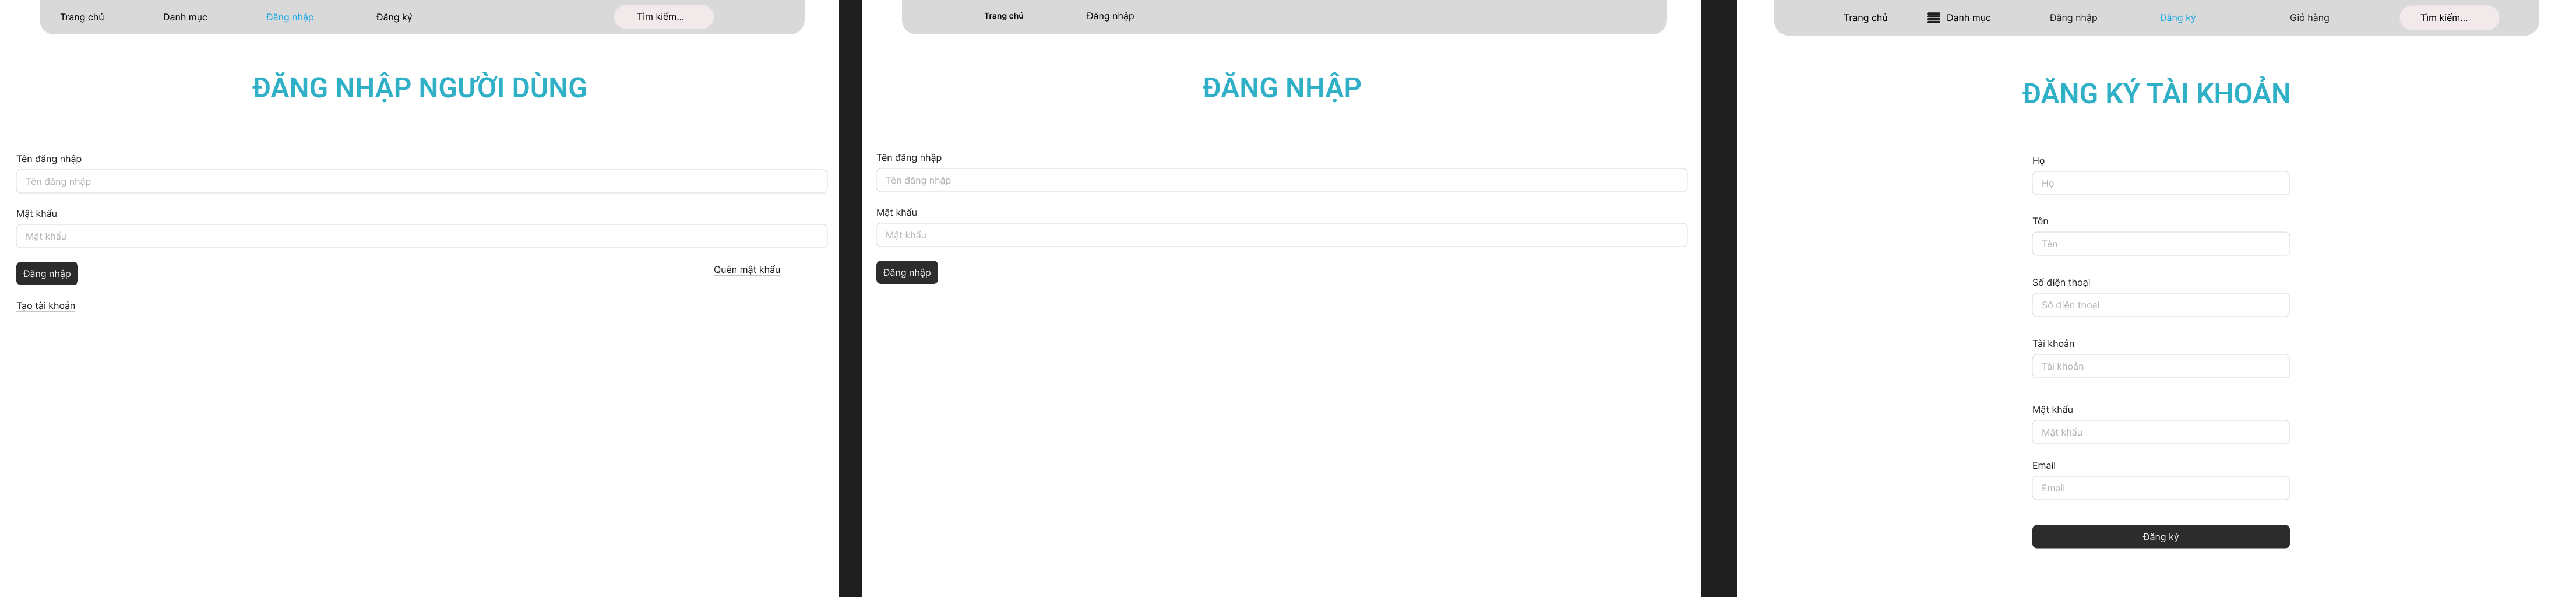 Trang chủ Danh mục Đăng nhập Đăng ký Tìm kiếm...
ĐĂNG NHẬP NGƯỜI DÙNG
Tên đăng nhập
Tên đăng nhập
Mật khẩu
Mật khẩu
Đăng nhập Quên mật khẩu
Tạo tài khoản
Trang chủ Đăng nhập
ĐĂNG NHẬP
Tên đăng nhập
Tên đăng nhập
Mật khẩu
Mật khẩu
Đăng nhập
Trang chủ Danh mục Đăng nhập Đăng ký Giỏ hàng Tìm kiếm...
ĐĂNG KÝ TÀI KHOẢN
Họ
Họ
Tên
Tên
Số điện thoại
Số điện thoại
Tài khoản
Tài khoản
Mật khẩu
Mật khẩu
Email
Email
Đăng ký